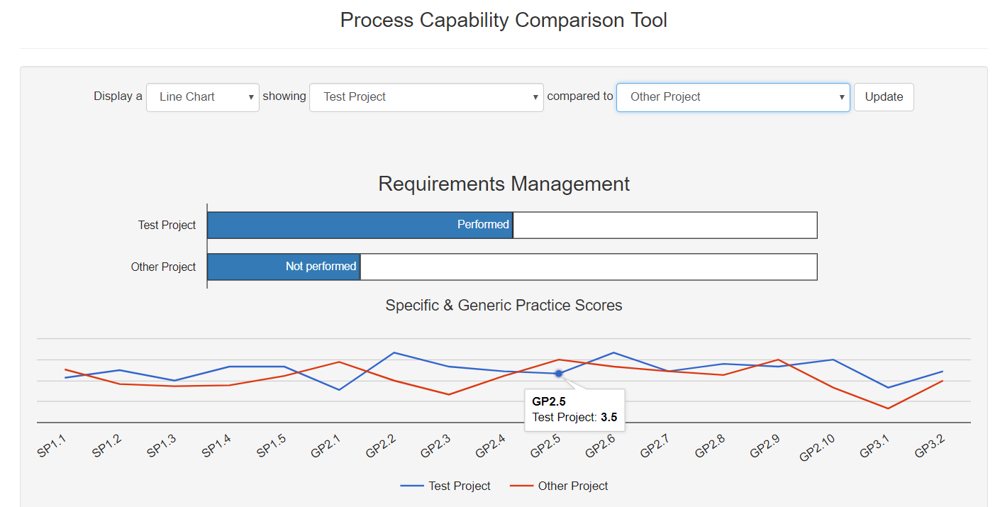 Process Capability Comparison Tool
Display a Line Chart showing Test Project compared to Other Project Update
Requirements Management
Test Project Performed
Other Project Not performed
Specific & Generic Practice Scores
GP2.5
Test Project: 3.5
SP1.1 SP1.2 SP1.3 SP1.4 SP1.5 GP2.1 GP2.2 GP2.3 GP2.4 GP2.5 GP2.6 GP2.7 GP2.8 GP2.9 GP2.10 GP3.1 GP3.2
Test Project Other Project